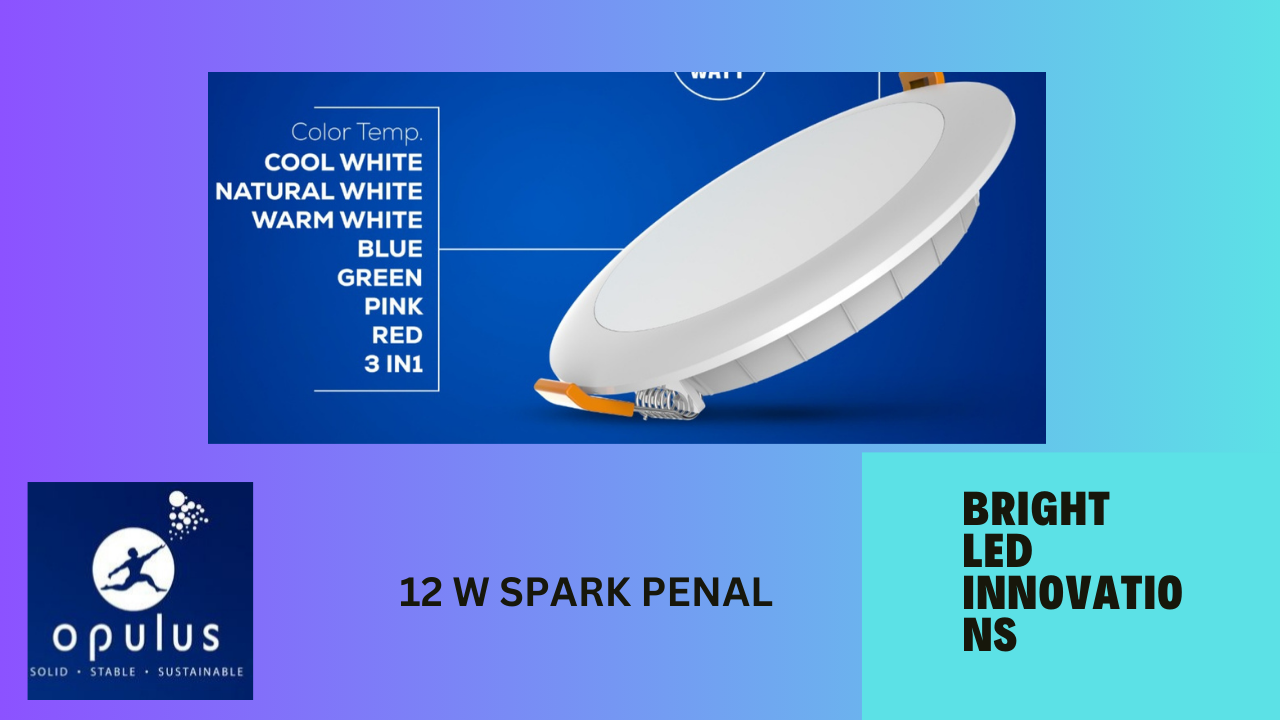 WATT
Color Temp.
COOL WHITE
NATURAL WHITE
WARM WHITE
BLUE
GREEN
PINK
RED
3 IN1
opulus
SOLID • STABLE • SUSTAINABLE
12 W SPARK PENAL
BRIGHT
LED
INNOVATIO
NS